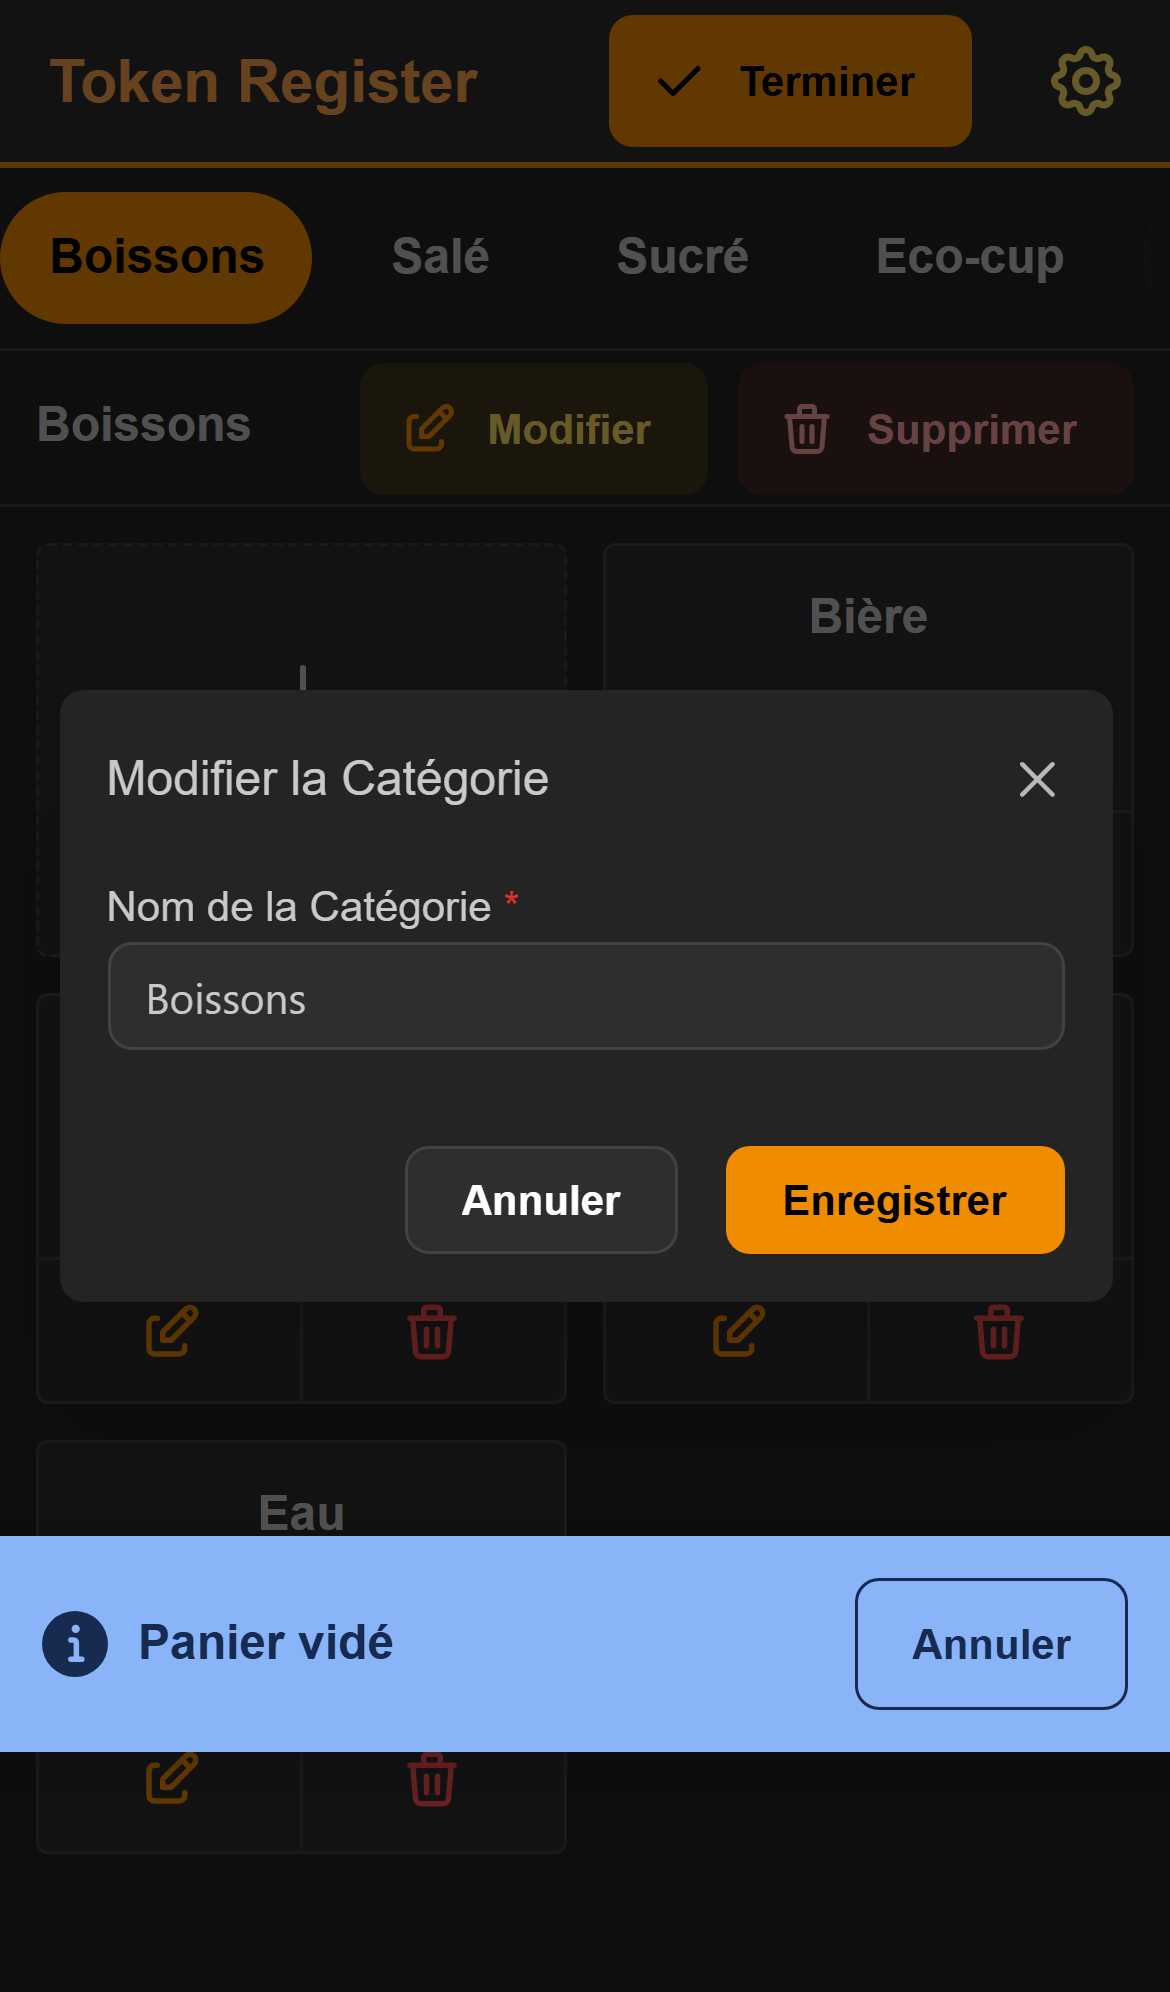 Token Register
Terminer
Boissons
Salé
Sucré
Eco-cup
Boissons
Modifier
Supprimer
Bière
Modifier la Catégorie
Nom de la Catégorie *
Boissons
Annuler
Enregistrer
Eau
Panier vidé
Annuler